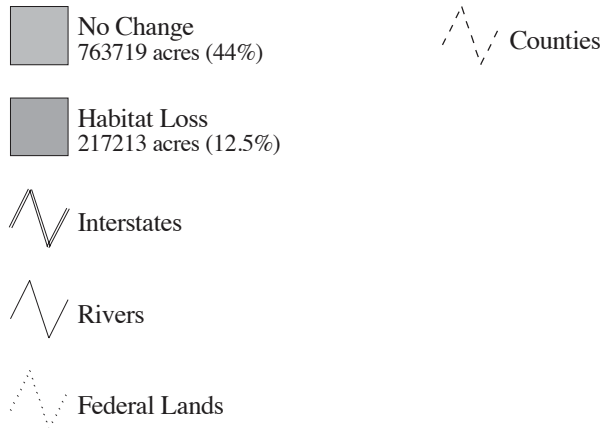 No Change
763719 acres (44%)
Habitat Loss
217213 acres (12.5%)
Interstates
Rivers
Federal Lands
Counties